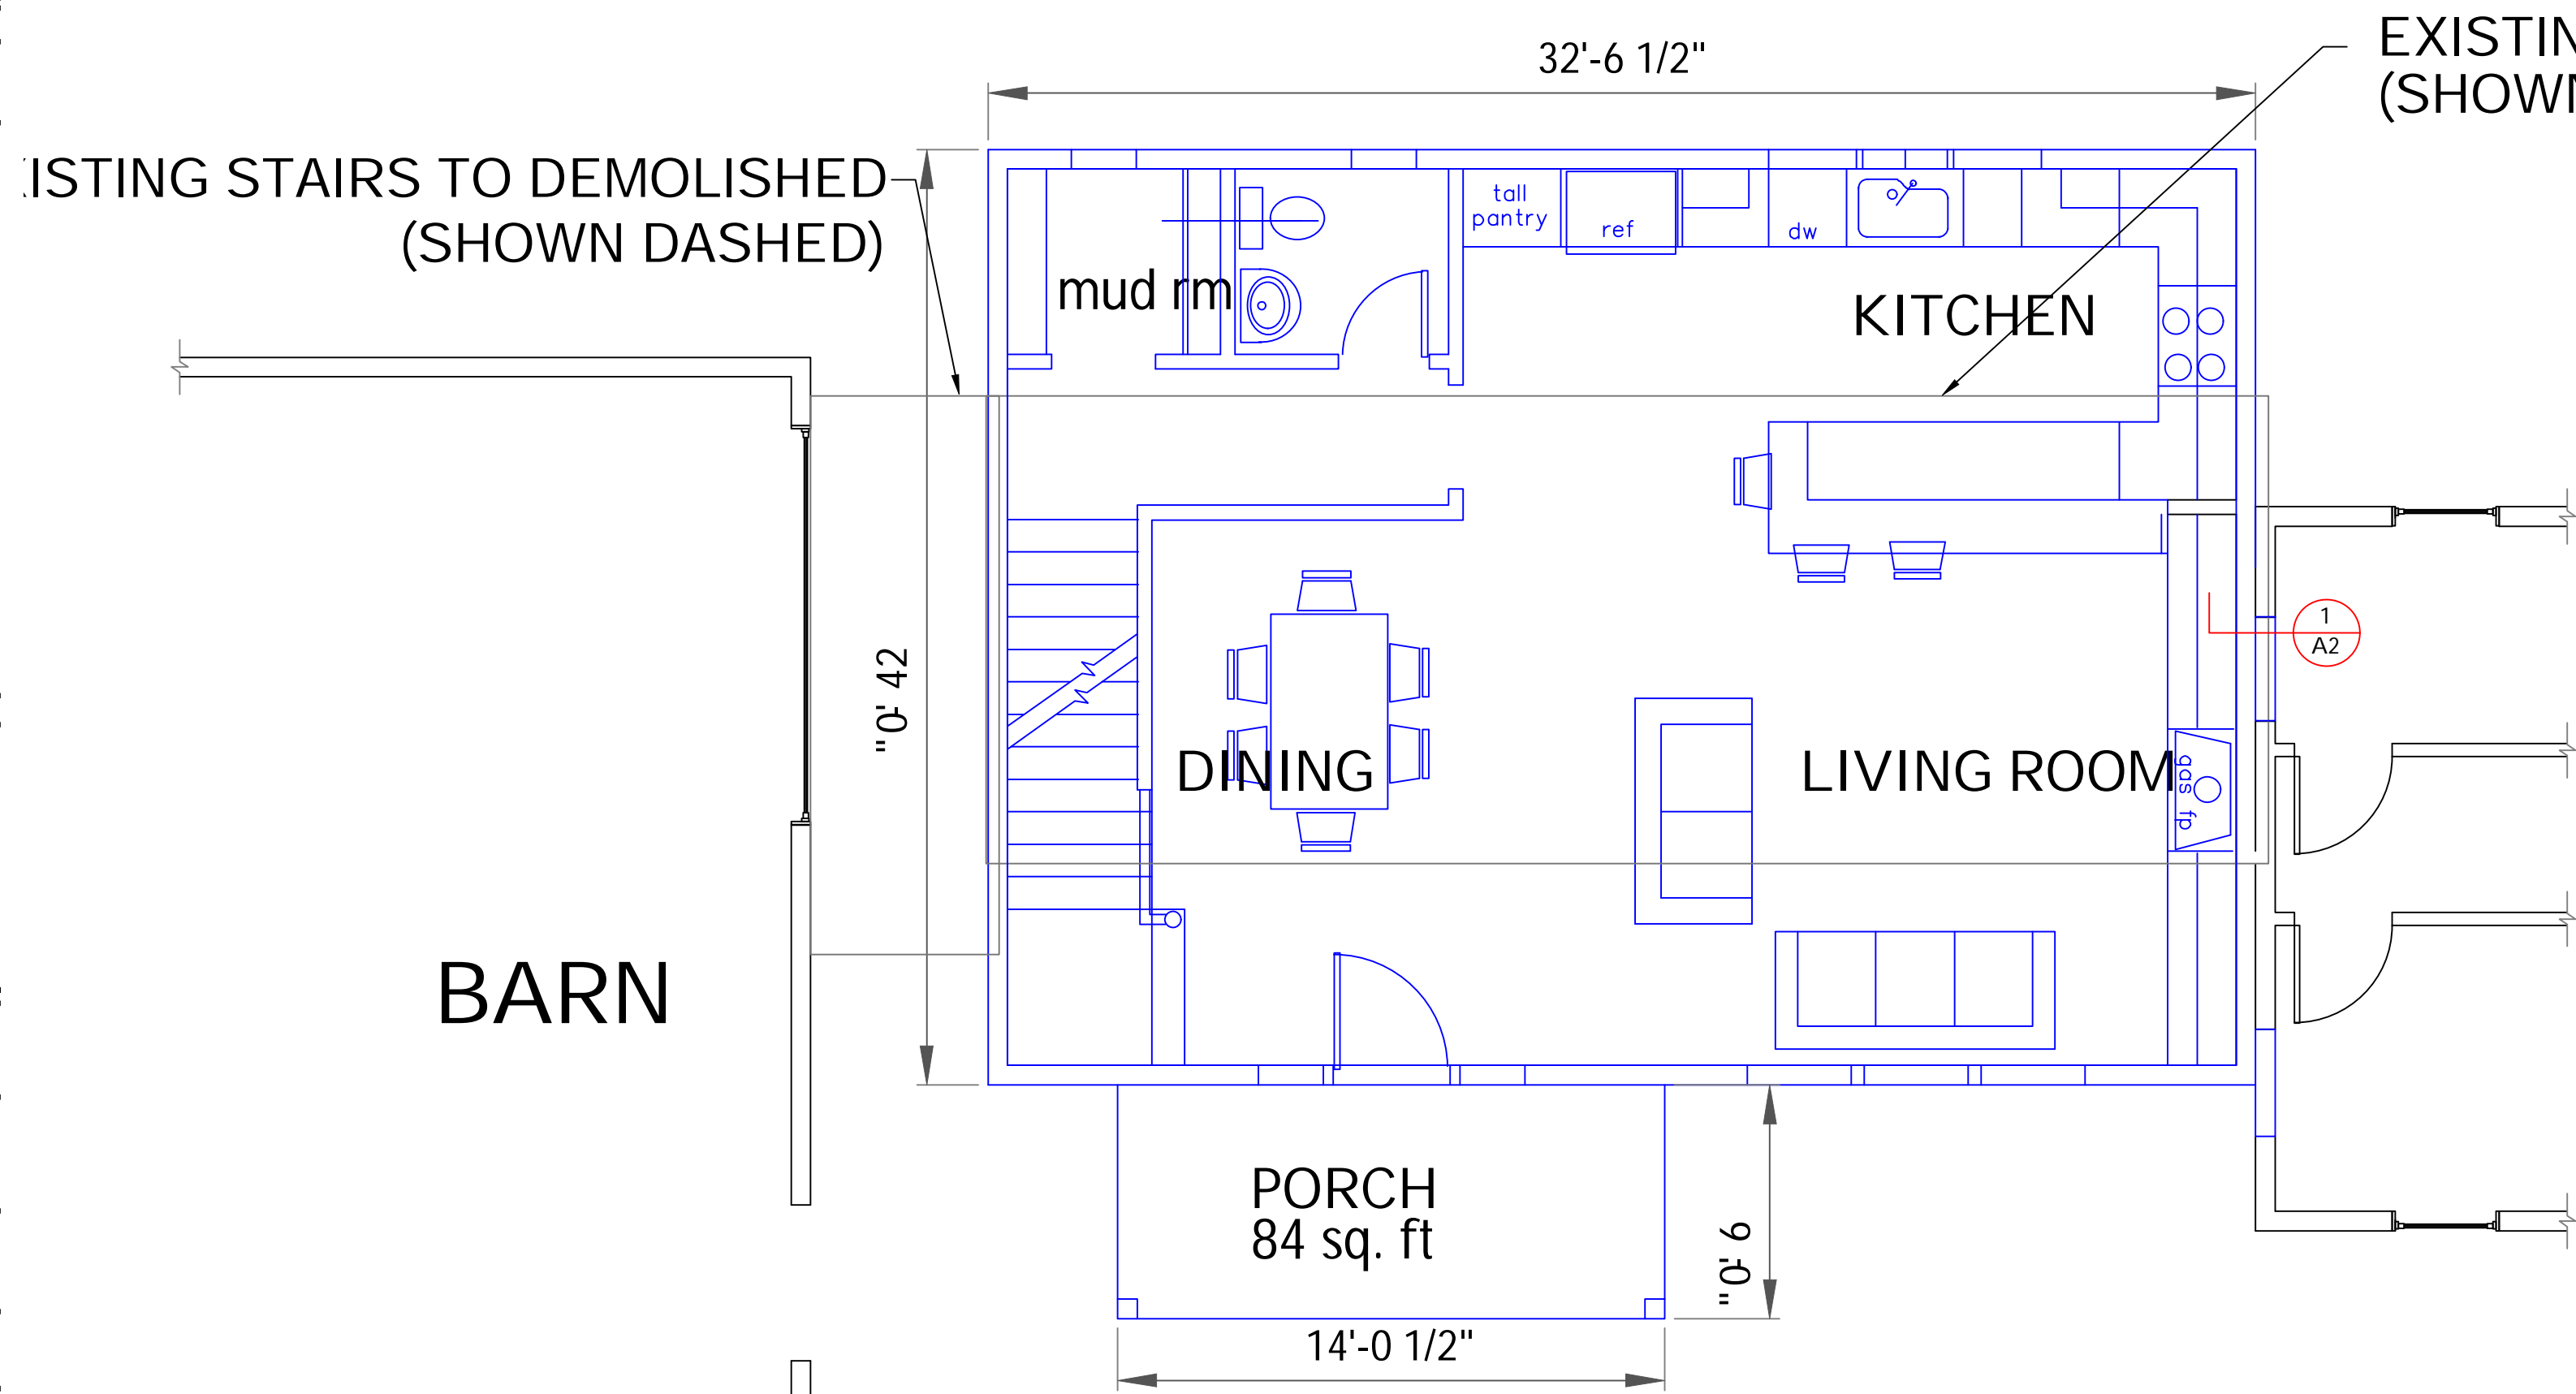 32'-6 1/2"
EXISTIN
(SHOWN
ISTING STAIRS TO DEMOLISHED
(SHOWN DASHED)
tall
pantry
ref
dw
mud rm
KITCHEN
1
A2
"0'- 42
DINING
LIVING ROOM
gas fp
BARN
PORCH
84 sq. ft
"0'- 6
14'-0 1/2"